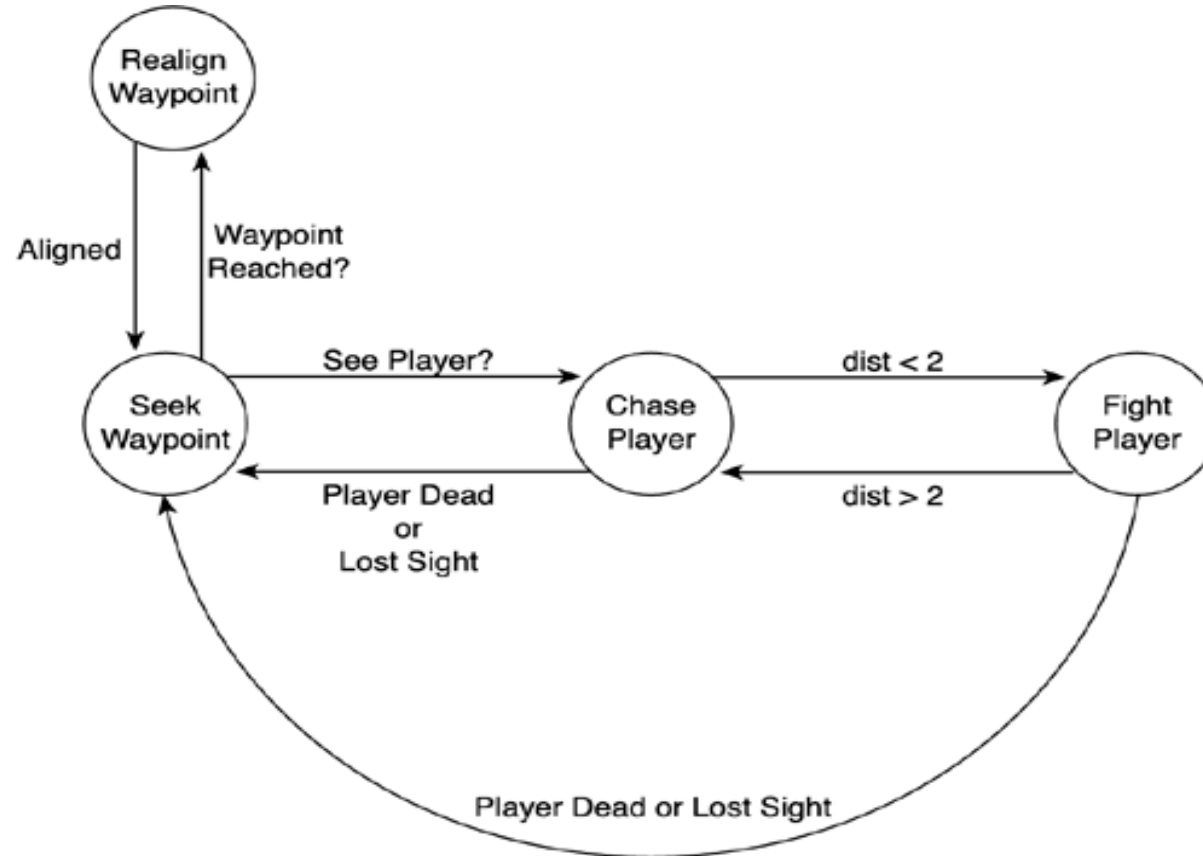 Realign
Waypoint
Aligned
Waypoint
Reached?
See Player?
dist < 2
Seek
Waypoint
Chase
Player
Fight
Player
Player Dead
or
Lost Sight
dist > 2
Player Dead or Lost Sight